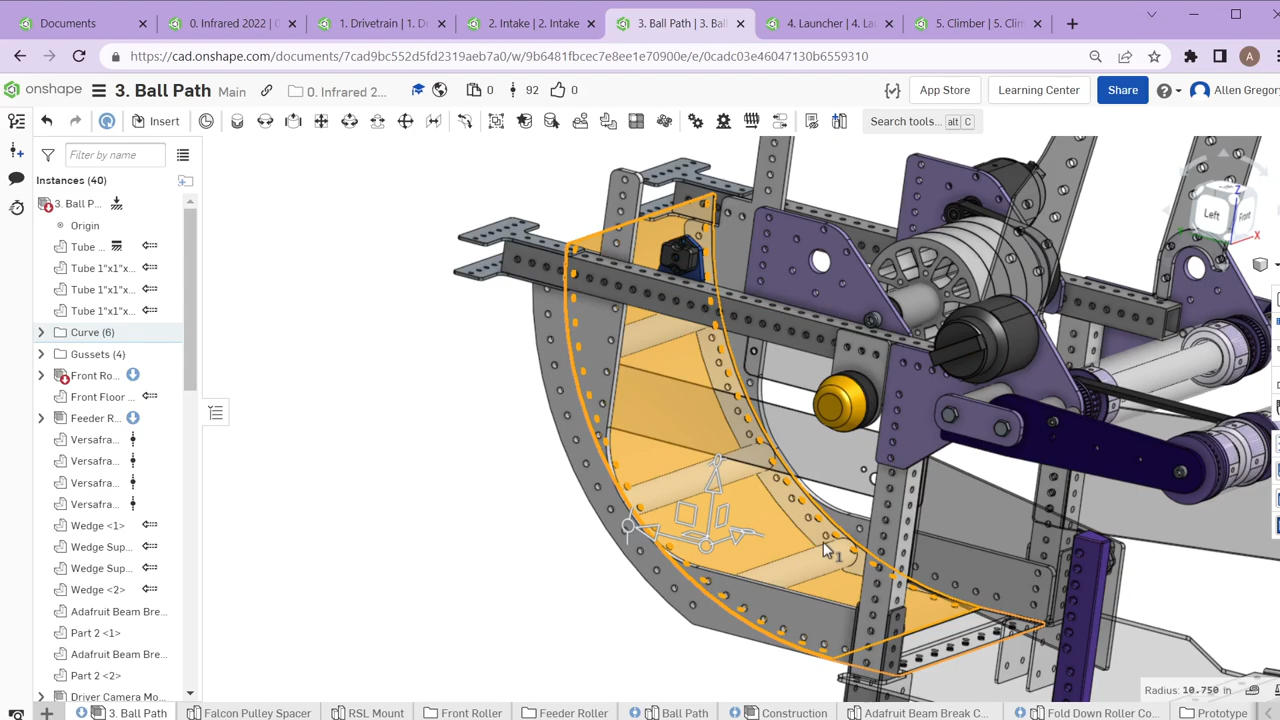 Documents
0. Infrared 2022 |
1. Drivetrain | 1. D
2. Intake | 2. Intake
3. Ball Path | 3. Bal
4. Launcher | 4. Lau
5. Climber | 5. Clim
cad.onshape.com/documents/7cad9bc552d5fd2319aeb7a0/w/9b6481fbcec7e8ee1e70900e/e/0cadc03e46047130b6559310
A
onshape
3. Ball Path Main
0. Infrared 2...
0
92
0
App Store
Learning Center
Share
Allen Gregory
Insert
Search tools... alt C
Filter by name
Instances (40)
3. Ball P...
Origin
Tube ...
Tube 1"x1"x...
Tube 1"x1"x...
Tube 1"x1"x...
Curve (6)
Gussets (4)
Front Ro...
Front Floor ...
Feeder R...
Versafra...
Versafra...
Versafra...
Versafra...
Wedge <1>
Wedge Sup...
Wedge Sup...
Wedge <2>
Adafruit Beam Bre...
Part 2 <1>
Adafruit Beam Bre...
Part 2 <2>
Driver Camera Mo...
Z
Left
Front
X
1
Radius: 10.750 in
3. Ball Path
Falcon Pulley Spacer
RSL Mount
Front Roller
Feeder Roller
Ball Path
Construction
Adafruit Beam Break C...
Fold Down Roller Co...
Prototype